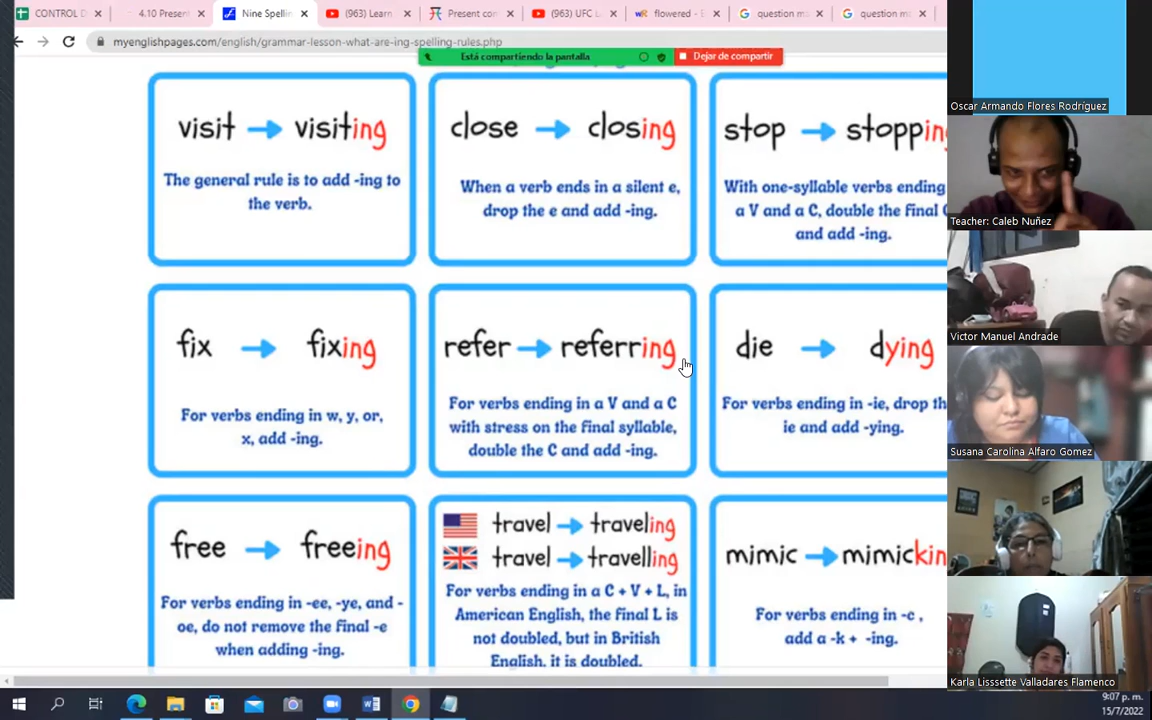 CONTROL D
4.10 Present
Nine Spellin
(963) Learn
Present con
(963) UFC L
flowered - B
question ma
question ma
myenglishpages.com/english/grammar-lesson-what-are-ing-spelling-rules.php
Está compartiendo la pantalla
Dejar de compartir
visit visiting
The general rule is to add -ing to
the verb.
close closing
When a verb ends in a silent e,
drop the e and add -ing.
stop stopping
With one-syllable verbs ending
a V and a C, double the final C
and add -ing.
fix fixing
For verbs ending in w, y, or,
x, add -ing.
refer referring
For verbs ending in a V and a C
with stress on the final syllable,
double the C and add -ing.
die dying
For verbs ending in -ie, drop th
ie and add -ying.
free freeing
For verbs ending in -ee, -ye, and -
oe, do not remove the final -e
when adding -ing.
travel traveling
travel travelling
For verbs ending in a C + V + L, in
American English, the final L is
not doubled, but in British
English, it is doubled.
mimic mimickin
For verbs ending in -c ,
add a -k + -ing.
Oscar Armando Flores Rodríguez
Teacher: Caleb Nuñez
Victor Manuel Andrade
Susana Carolina Alfaro Gomez
Karla Lisssette Valladares Flamenco
9:07 p. m.
15/7/2022